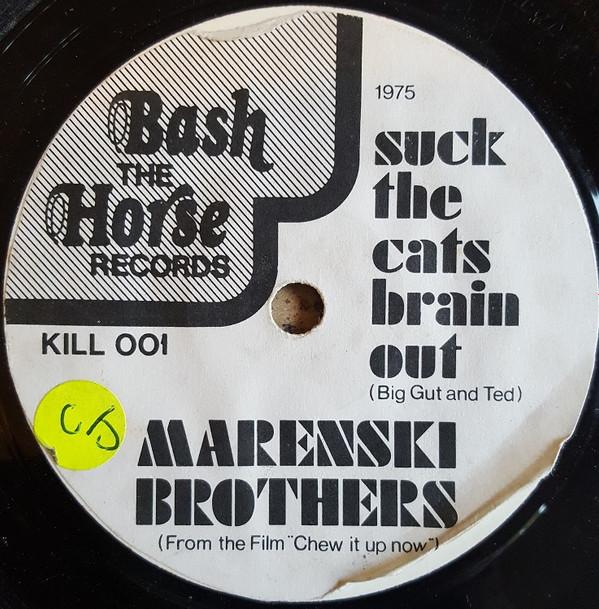 Bash
THE
Horse
RECORDS
KILL 001
1975
suck
the
cats
brain
out
(Big Gut and Ted)
MARENSKI
BROTHERS
(From the Film "Chew it up now")